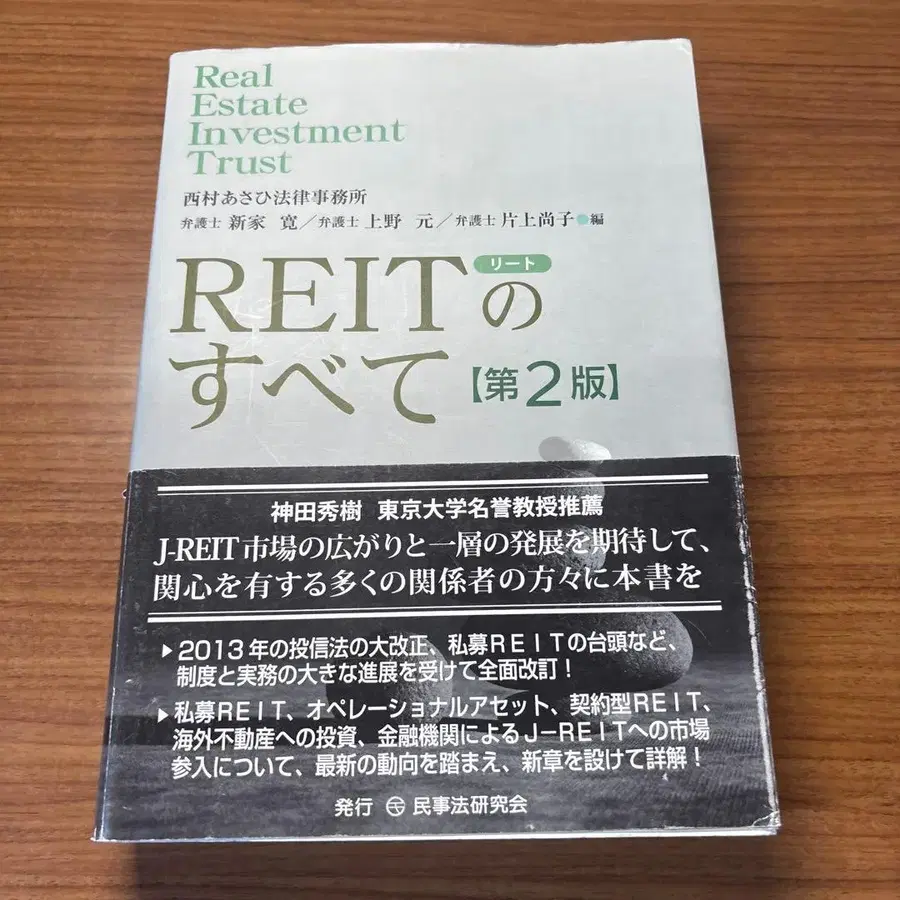 Real
Estate
Investment
Trust
西村あさひ法律事務所
弁護士 新家 寛／弁護士 上野 元／弁護士 片上尚子●編
リート
REITの
すべて【第2版】
神田秀樹 東京大学名誉教授推薦
J-REIT市場の広がりと一層の発展を期待して、
関心を有する多くの関係者の方々に本書を
▶2013年の投信法の大改正、私募REITの台頭など、
制度と実務の大きな進展を受けて全面改訂！
▶私募REIT、オペレーショナルアセット、契約型REIT、
海外不動産への投資、金融機関によるJ-REITへの市場
参入について、最新の動向を踏まえ、新章を設けて詳解！
発行 民事法研究会